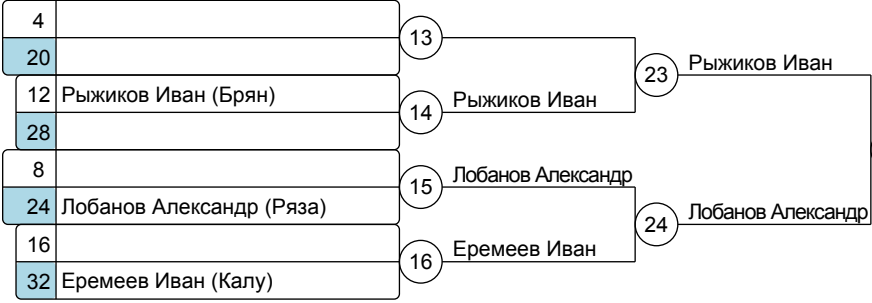 4
20
13
12 Рыжиков Иван (Брян)
28
14
Рыжиков Иван
23
Рыжиков Иван
8
24 Лобанов Александр (Ряза)
15
Лобанов Александр
16
32 Еремеев Иван (Калу)
16
Еремеев Иван
24
Лобанов Александр